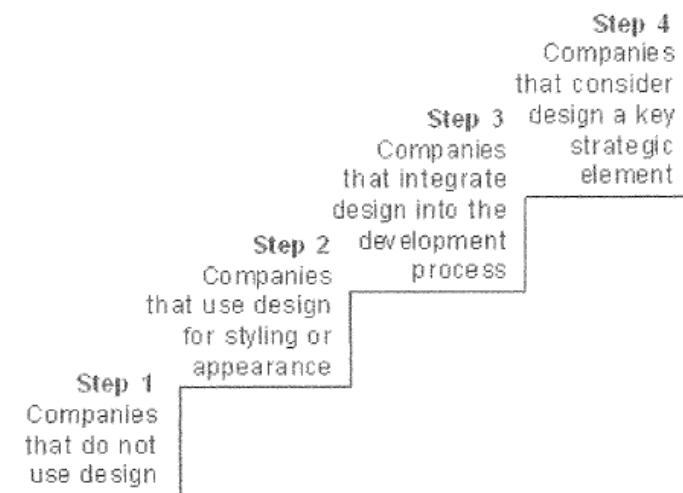 Step 4
Companies
that consider
design a key
strategic
element
Step 3
Companies
that integrate
design into the
development
process
Step 2
Companies
that use design
for styling or
appearance
Step 1
Companies
that do not
use design